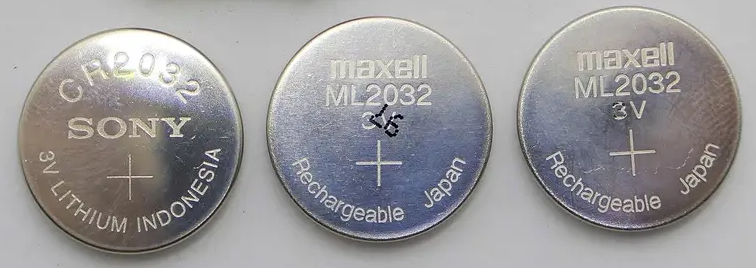 CR2032
SONY
3V LITHIUM INDONESIA
maxell
ML2032
Rechargeable Japan
maxell
ML2032
3V
Rechargeable Japan